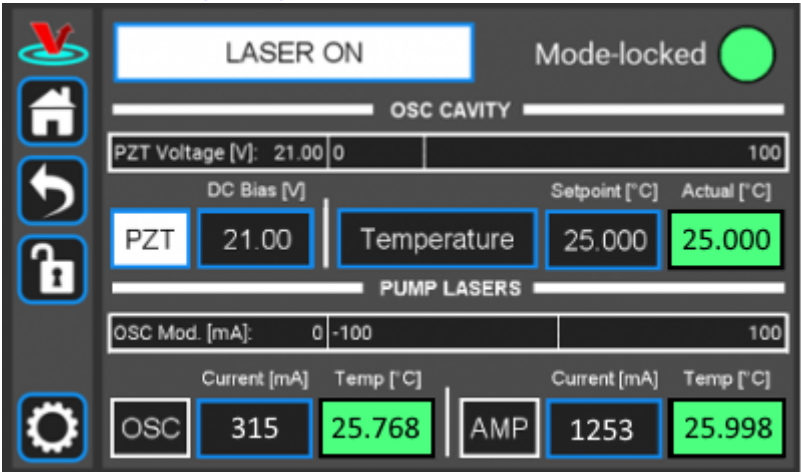 LASER ON Mode-locked
OSC CAVITY
PZT Voltage [V]: 21.00 0 100
DC Bias [V] Setpoint [°C] Actual [°C]
PZT 21.00 Temperature 25.000 25.000
PUMP LASERS
OSC Mod. [mA]: 0 -100 100
Current [mA] Temp [°C] Current [mA] Temp [°C]
OSC 315 25.768 AMP 1253 25.998